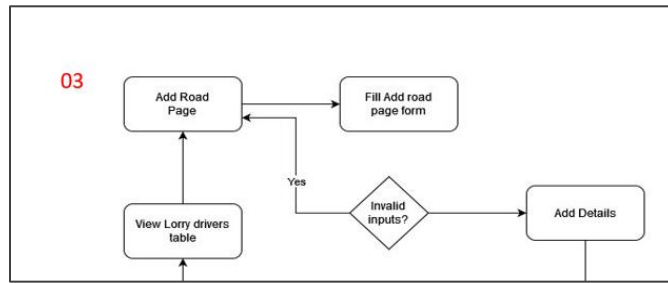 03
Add Road
Page
Fill Add road
page form
Yes
Invalid
inputs?
Add Details
View Lorry drivers
table